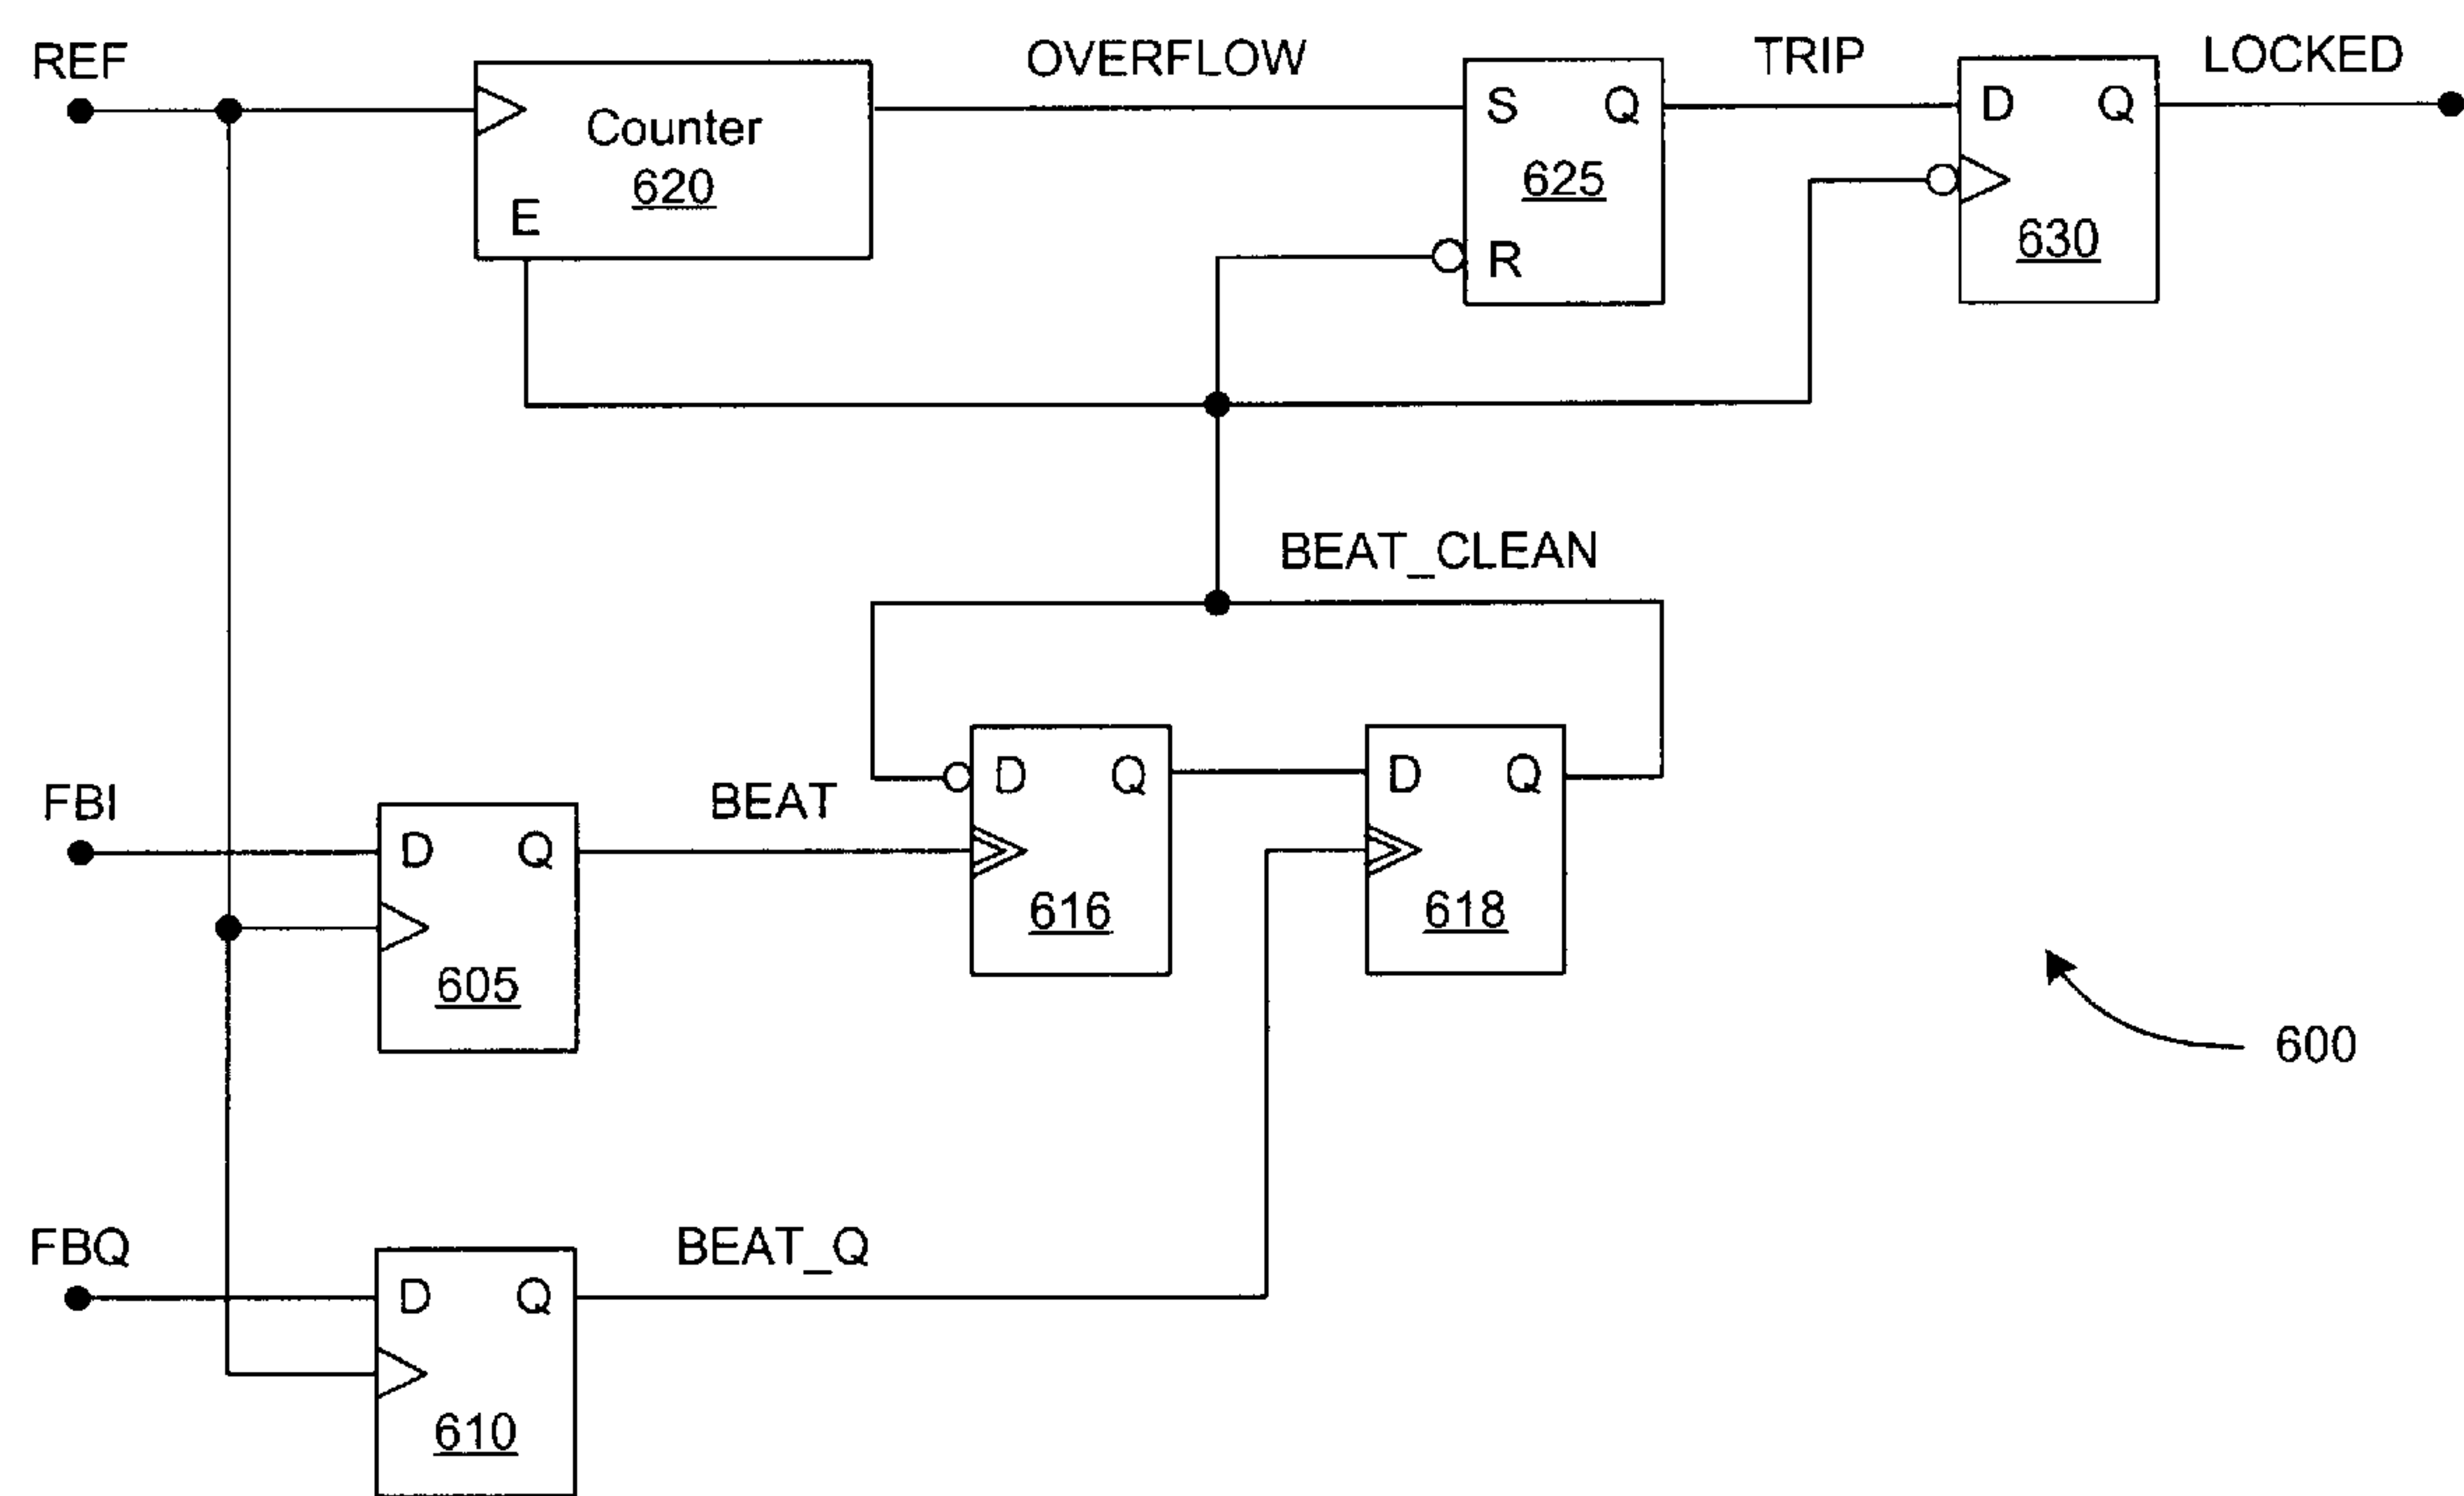 REF
OVERFLOW
TRIP
LOCKED
Counter
620
E
S Q
625
R
D Q
630
BEAT_CLEAN
FBI
BEAT
D Q
605
D Q
616
D Q
618
600
FBQ
BEAT_Q
D Q
610